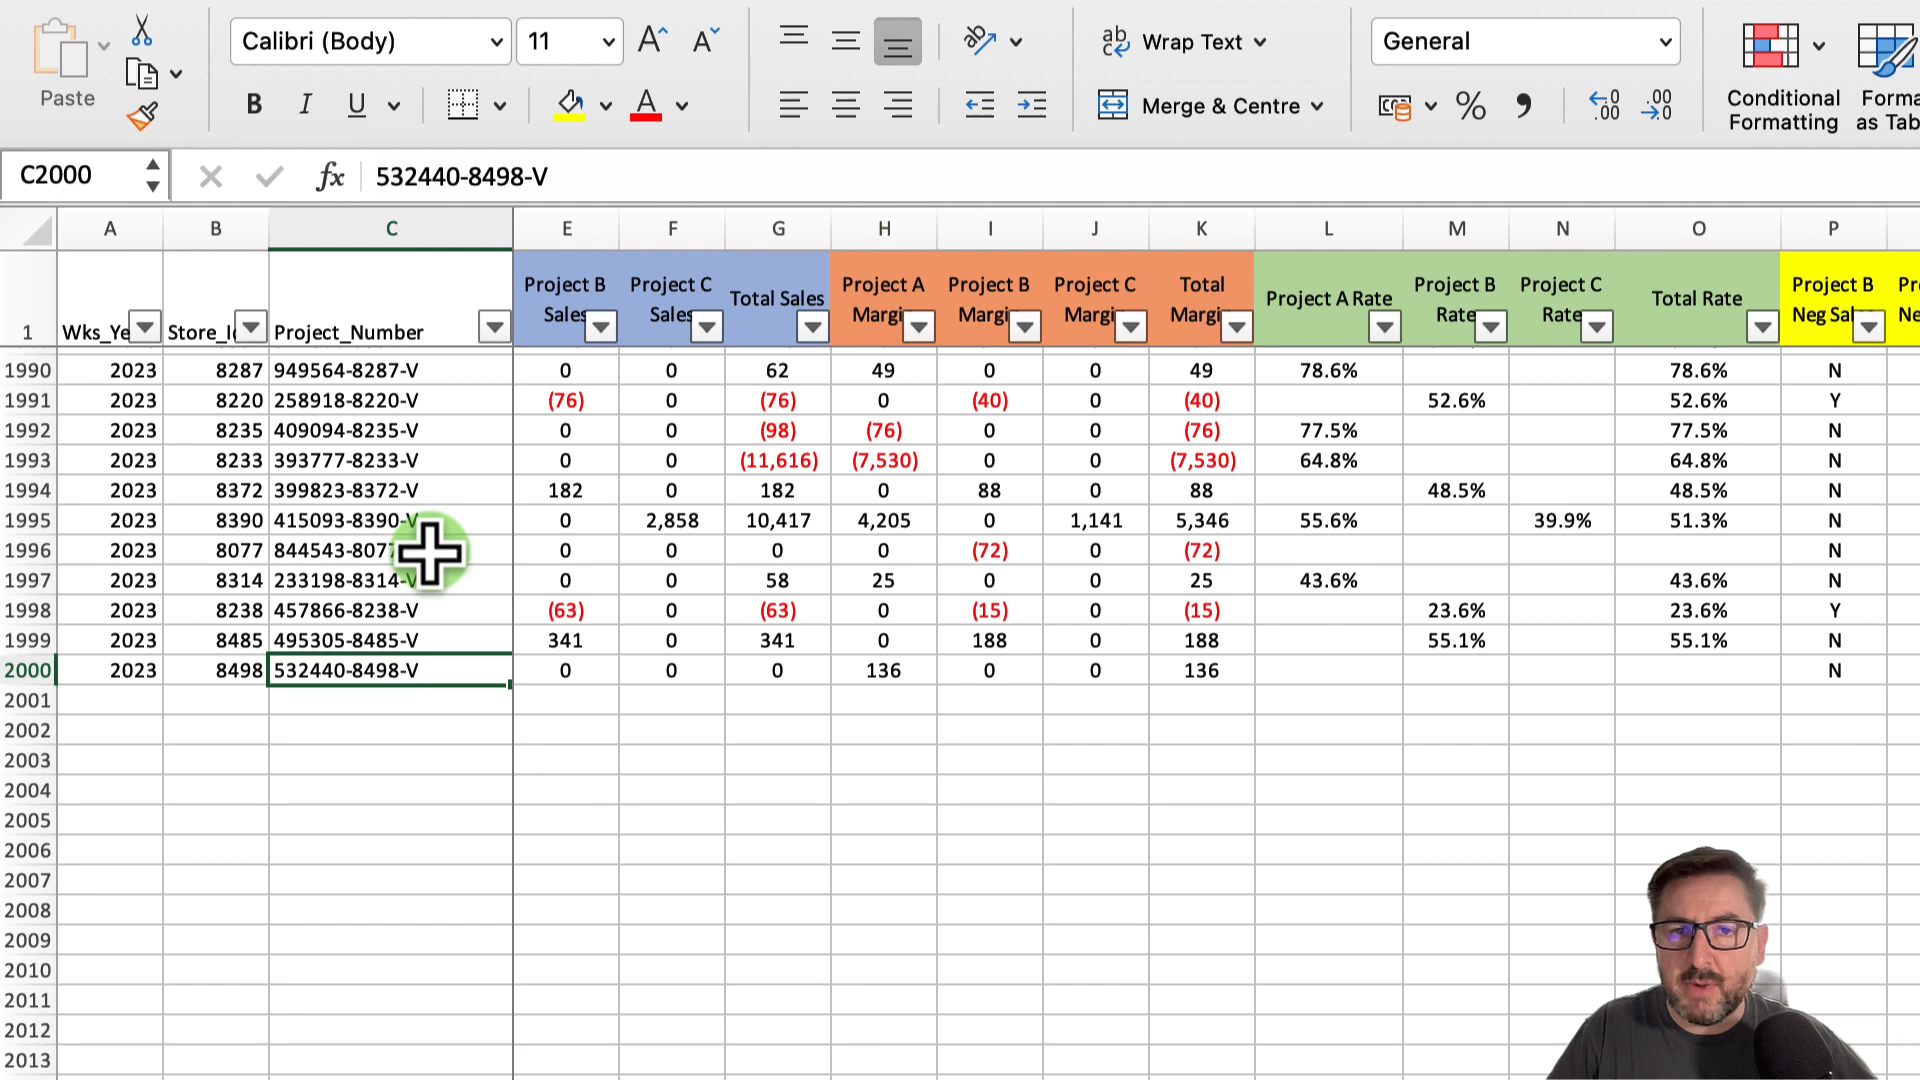 Calibri (Body) 11 A A ab Wrap Text General
Paste B I U A Merge & Centre % .00 .00 Conditional Formatting Forma as Tab
C2000 fx 532440-8498-V
A B C E F G H I J K L M N O P
1 Wks_Ye Store_I Project_Number Project B Sales Project C Sales Total Sales Project A Margi Project B Margi Project C Margi Total Margi Project A Rate Project B Rate Project C Rate Total Rate Project B Neg Sal Pr Ne
1990 2023 8287 949564-8287-V 0 0 62 49 0 0 49 78.6% 78.6% N
1991 2023 8220 258918-8220-V (76) 0 (76) 0 (40) 0 (40) 52.6% 52.6% Y
1992 2023 8235 409094-8235-V 0 0 (98) (76) 0 0 (76) 77.5% 77.5% N
1993 2023 8233 393777-8233-V 0 0 (11,616) (7,530) 0 0 (7,530) 64.8% 64.8% N
1994 2023 8372 399823-8372-V 182 0 182 0 88 0 88 48.5% 48.5% N
1995 2023 8390 415093-8390-V 0 2,858 10,417 4,205 0 1,141 5,346 55.6% 39.9% 51.3% N
1996 2023 8077 844543-807 0 0 0 0 (72) 0 (72) N
1997 2023 8314 233198-8314-V 0 0 58 25 0 0 25 43.6% 43.6% N
1998 2023 8238 457866-8238-V (63) 0 (63) 0 (15) 0 (15) 23.6% 23.6% Y
1999 2023 8485 495305-8485-V 341 0 341 0 188 0 188 55.1% 55.1% N
2000 2023 8498 532440-8498-V 0 0 0 136 0 0 136 N
2001
2002
2003
2004
2005
2006
2007
2008
2009
2010
2011
2012
2013